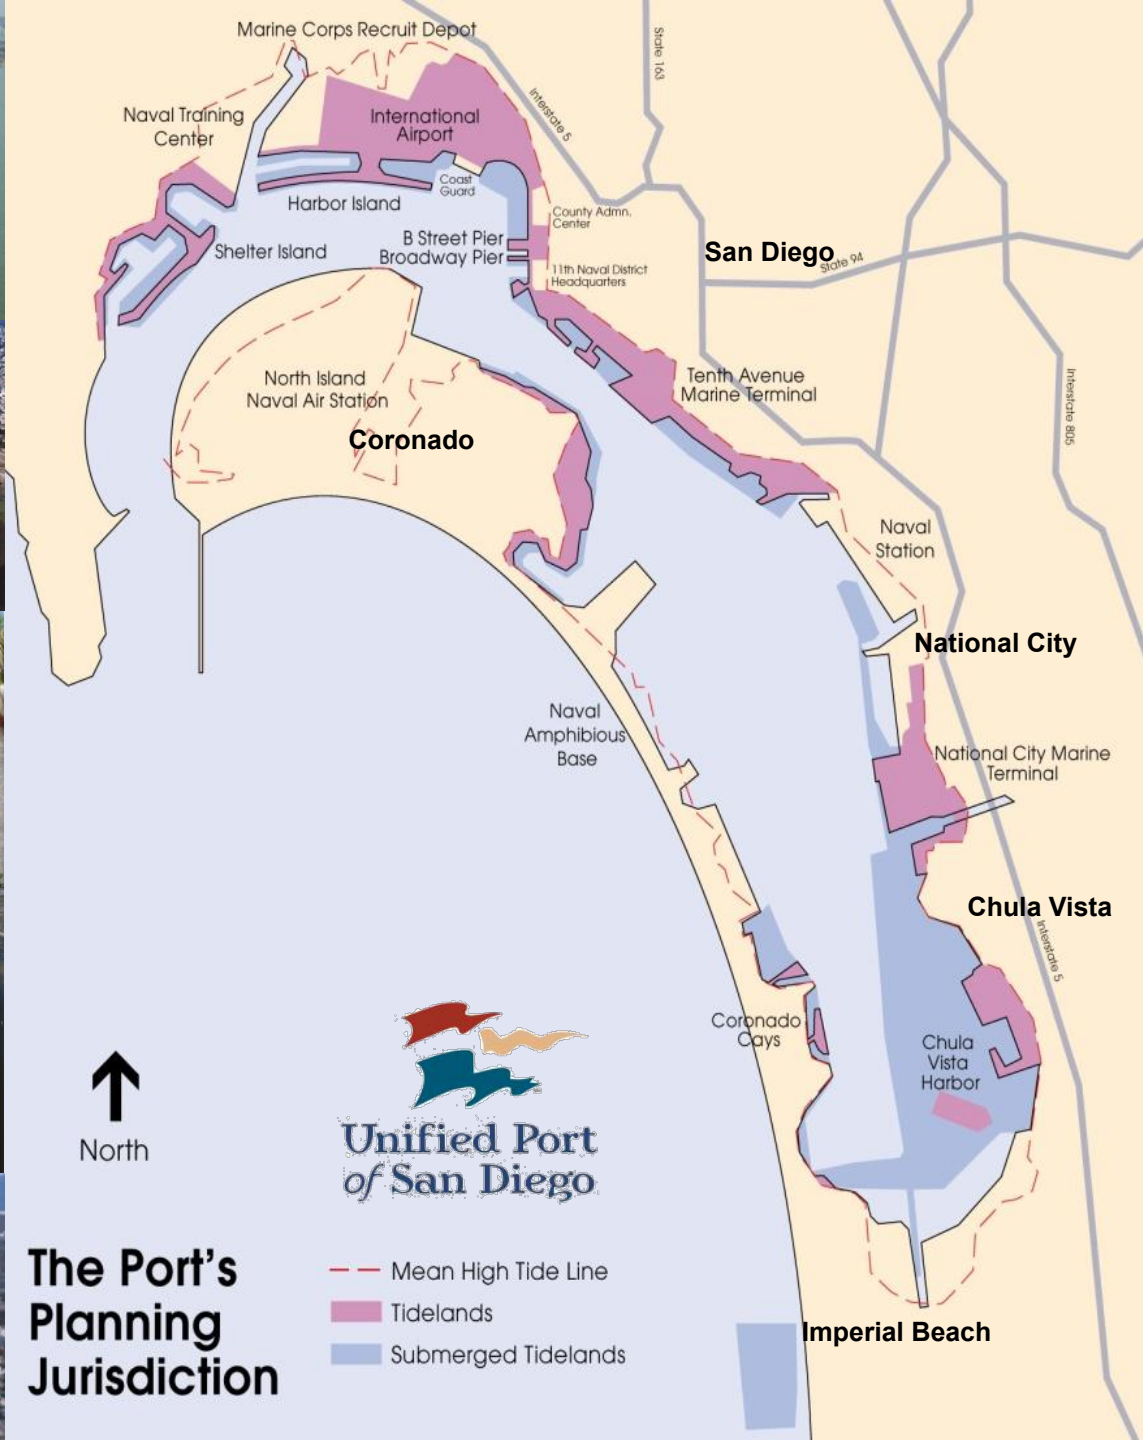 Marine Corps Recruit Depot
State 163
Interstate 5
Naval Training
Center
International
Airport
Coast
Guard
Harbor Island
County Admn.
Center
B Street Pier
Broadway Pier
San Diego
State 94
Shelter Island
11th Naval District
Headquarters
North Island
Naval Air Station
Tenth Avenue
Marine Terminal
Interstate 805
Coronado
Naval
Station
National City
Naval
Amphibious
Base
National City Marine
Terminal
Chula Vista
Interstate 5
Coronado
Cays
Chula
Vista
Harbor
North
Unified Port
of San Diego
The Port's
Planning
Jurisdiction
Mean High Tide Line
Tidelands
Submerged Tidelands
Imperial Beach